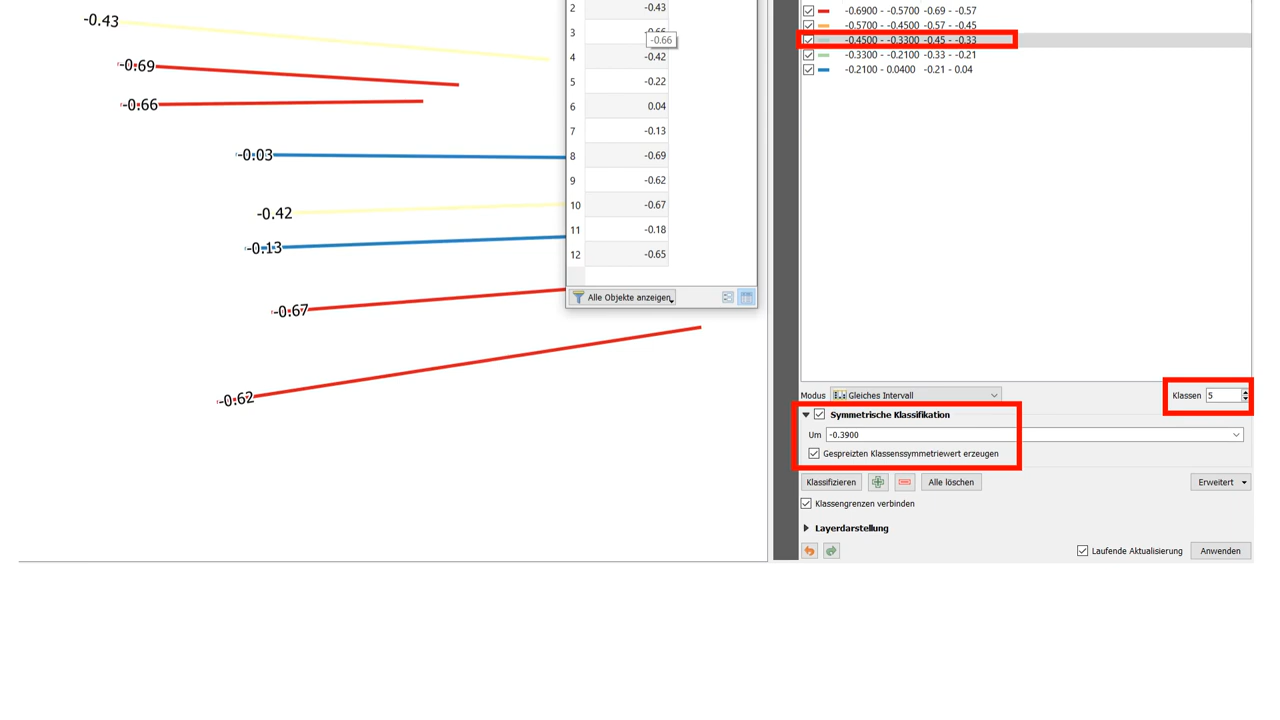 -0.43
-0.69
-0.66
-0.03
-0.42
-0.13
-0.67
-0.62
2 -0.43
3 -0.66
-0.66
4 -0.42
5 -0.22
6 0.04
7 -0.13
8 -0.69
9 -0.62
10 -0.67
11 -0.18
12 -0.65
Alle Objekte anzeigen
-0.6900 - -0.5700 -0.69 - -0.57
-0.5700 - -0.4500 -0.57 - -0.45
-0.4500 - -0.3300 -0.45 - -0.33
-0.3300 - -0.2100 -0.33 - -0.21
-0.2100 - 0.0400 -0.21 - 0.04
Modus Gleiches Intervall
Klassen 5
Symmetrische Klassifikation
Um -0.3900
Gespreizten Klassenssymmetriewert erzeugen
Klassifizieren Alle löschen Erweitert
Klassengrenzen verbinden
Layerdarstellung
Laufende Aktualisierung Anwenden